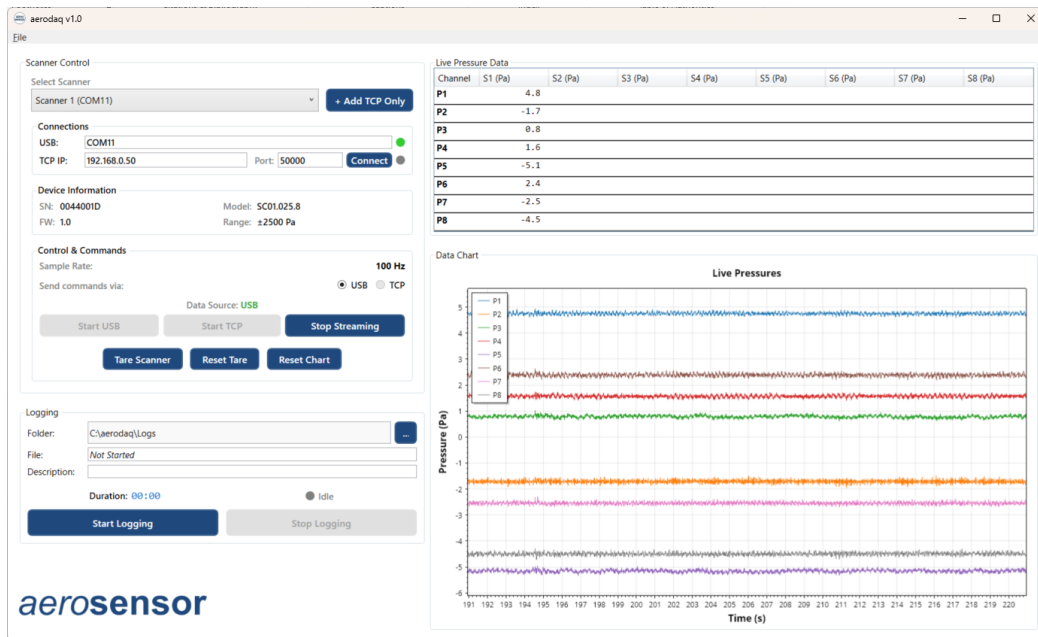 aerodaq v1.0
File
Scanner Control
Select Scanner
Scanner 1 (COM11)
+ Add TCP Only
Connections
USB: COM11
TCP IP: 192.168.0.50 Port: 50000 Connect
Device Information
SN: 0044001D Model: SC01.025.8
FW: 1.0 Range: ±2500 Pa
Control & Commands
Sample Rate: 100 Hz
Send commands via: USB TCP
Data Source: USB
Start USB Start TCP Stop Streaming
Tare Scanner Reset Tare Reset Chart
Logging
Folder: C:\aerodaq\Logs ...
File: Not Started
Description:
Duration: 00:00 Idle
Start Logging Stop Logging
aerosensor
Live Pressure Data
Channel S1 (Pa) S2 (Pa) S3 (Pa) S4 (Pa) S5 (Pa) S6 (Pa) S7 (Pa) S8 (Pa)
P1 4.8
P2 -1.7
P3 0.8
P4 1.6
P5 -5.1
P6 2.4
P7 -2.5
P8 -4.5
Data Chart
Live Pressures
P1
P2
P3
P4
P5
P6
P7
P8
Pressure (Pa)
5
4
3
2
1
0
-1
-2
-3
-4
-5
-6
191 192 193 194 195 196 197 198 199 200 201 202 203 204 205 206 207 208 209 210 211 212 213 214 215 216 217 218 219 220
Time (s)